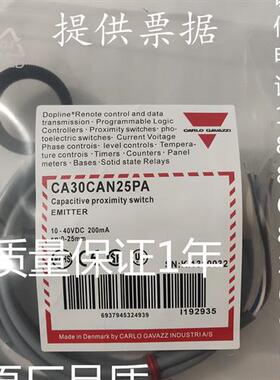 提供票据
Dopline®Remote control and data
transmission - Programmable Logic
Controllers - Proximity switches - pho-
toelectric switches - Current Voltage
Phase controls - level controls - Tempera-
ture controls - Timers - Counters - Panel
meters - Bases - Solid state Relays
CARLO GAVAZZI
CA30CAN25PA
Capacitive proximity switch
EMITTER
10 - 40VDC 200mA
0-25mm
质量保证1年
SN:
6937945324939
I192935
Made in Denmark by CARLO GAVAZZI INDUSTRI A/S